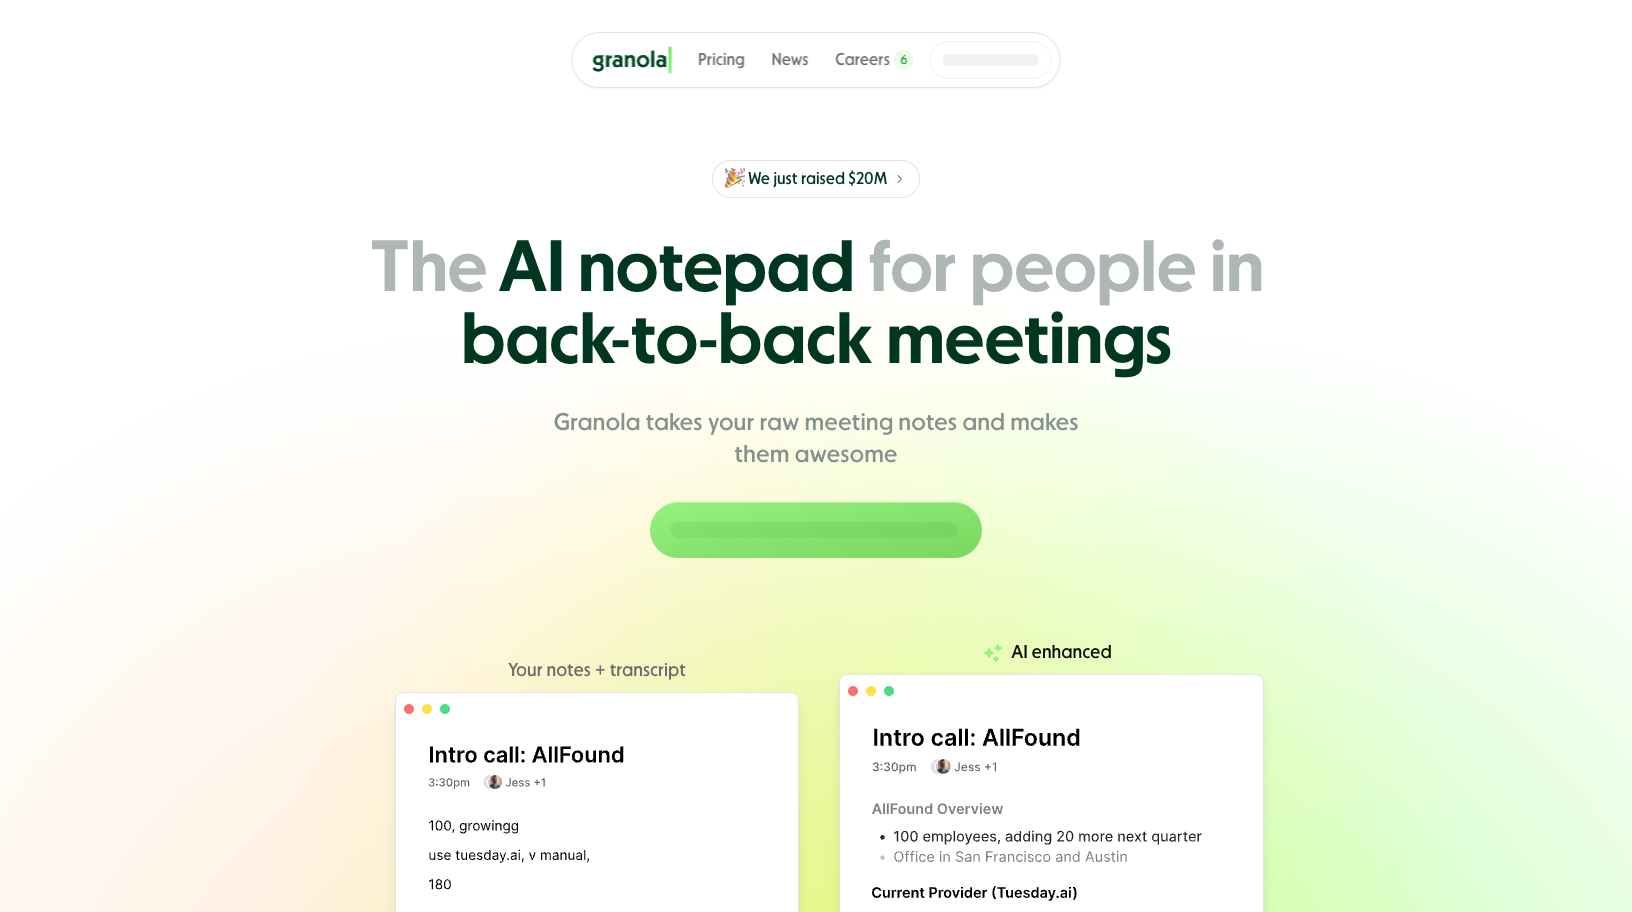 granola
Pricing
News
Careers 6
🎉 We just raised $20M
The AI notepad for people in
back-to-back meetings
Granola takes your raw meeting notes and makes
them awesome
Your notes + transcript
Intro call: AllFound
3:30pm Jess +1
100, growingg
use tuesday.ai, v manual,
180
AI enhanced
Intro call: AllFound
3:30pm Jess +1
AllFound Overview
• 100 employees, adding 20 more next quarter
• Office in San Francisco and Austin
Current Provider (Tuesday.ai)